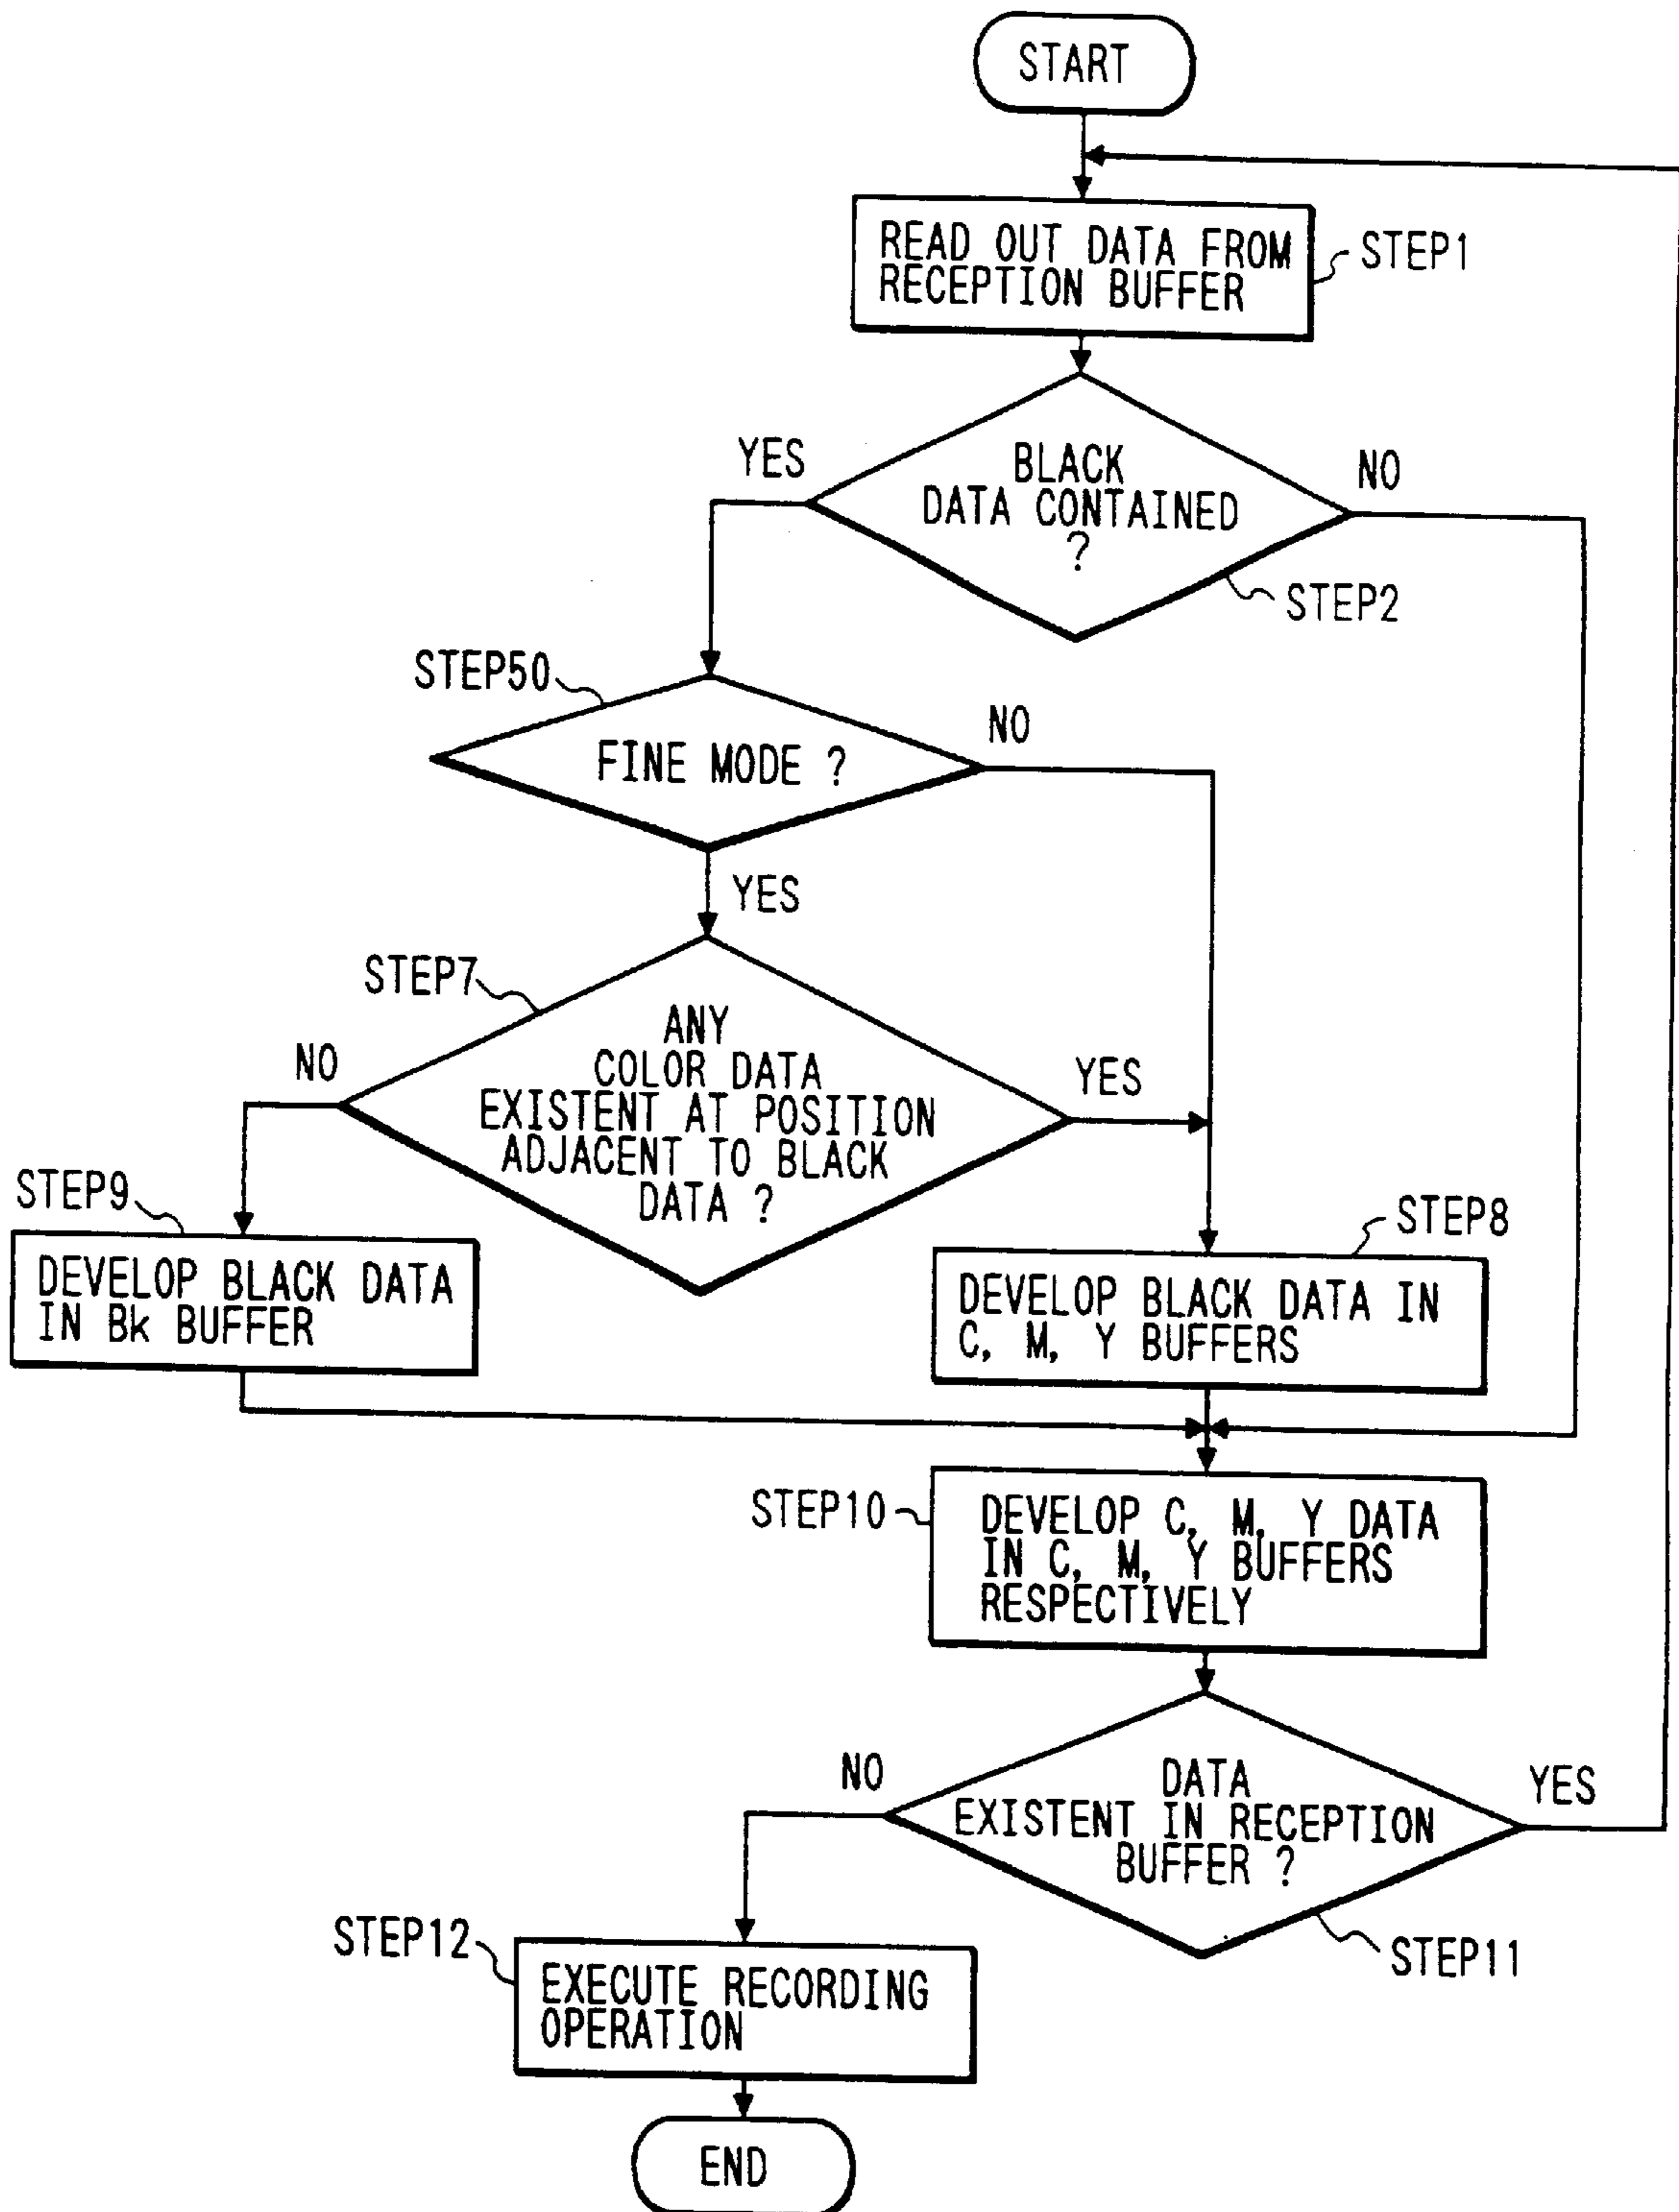 START
READ OUT DATA FROM
RECEPTION BUFFER
STEP1
BLACK
DATA CONTAINED
?
YES
NO
STEP2
STEP50
FINE MODE ?
NO
YES
STEP7
ANY
COLOR DATA
EXISTENT AT POSITION
ADJACENT TO BLACK
DATA ?
NO
YES
STEP9
DEVELOP BLACK DATA
IN Bk BUFFER
STEP8
DEVELOP BLACK DATA IN
C, M, Y BUFFERS
STEP10
DEVELOP C, M, Y DATA
IN C, M, Y BUFFERS
RESPECTIVELY
NO
DATA
EXISTENT IN RECEPTION
BUFFER ?
YES
STEP11
STEP12
EXECUTE RECORDING
OPERATION
END